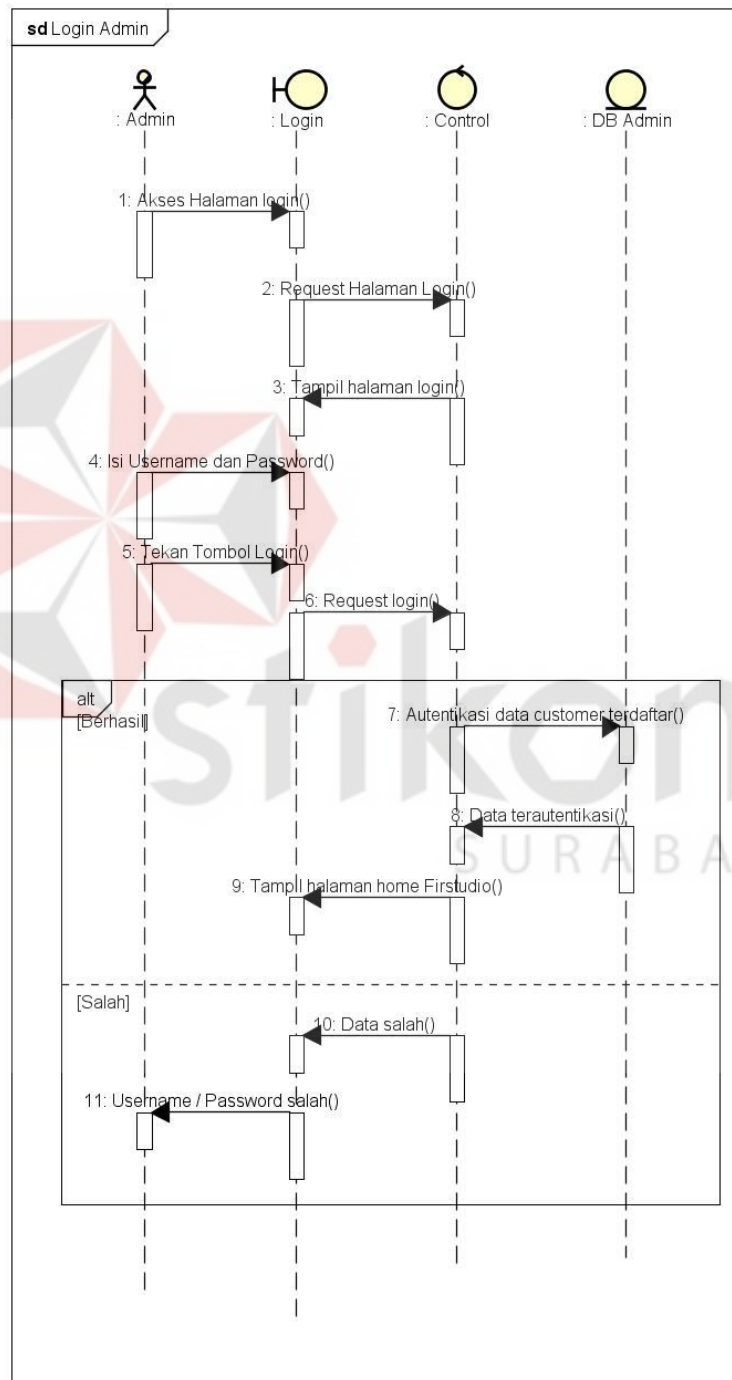 sd Login Admin
: Admin
: Login
: Control
: DB Admin
1: Akses Halaman login()
2: Request Halaman Login()
3: Tampil halaman login()
4: Isi Username dan Password()
5: Tekan Tombol Login()
6: Request login()
alt
[Berhasil]
7: Autentikasi data customer terdaftar()
8: Data terautentikasi()
9: Tampil halaman home Firstudio()
[Salah]
10: Data salah()
11: Username / Password salah()
stikom
SURABA